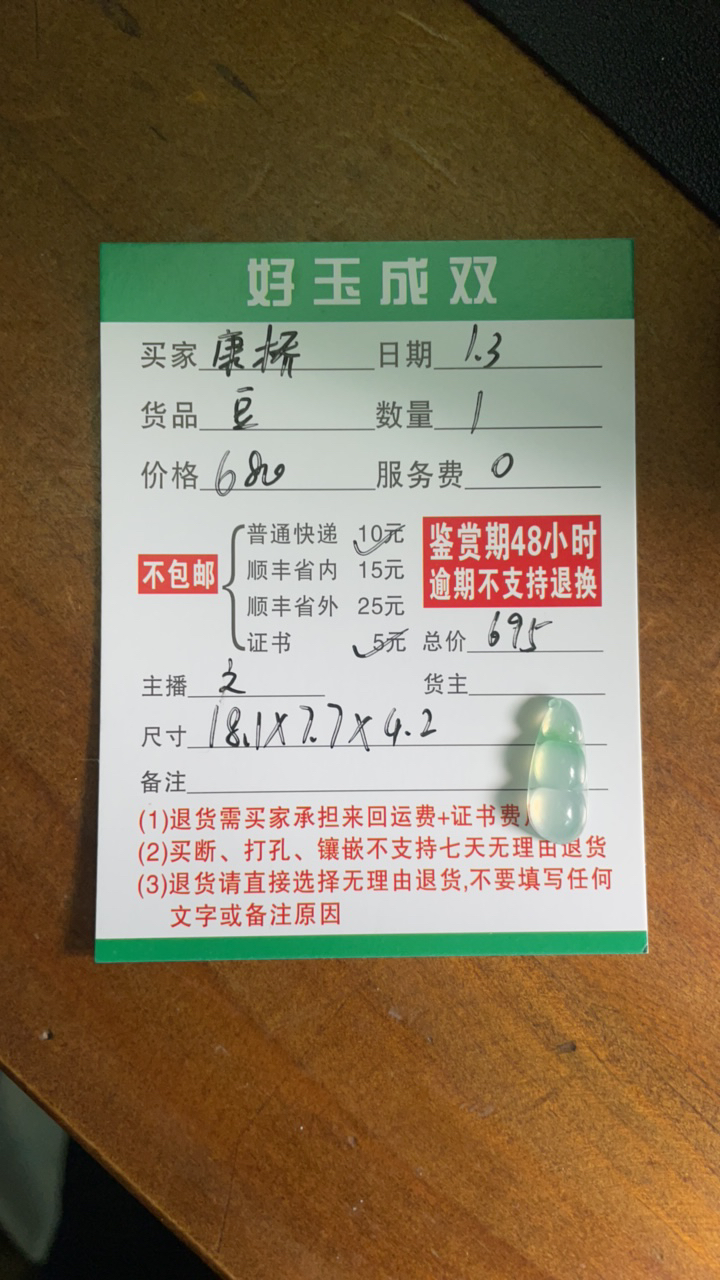 好玉成双
买家 康桥 日期 1.3
货品 豆 数量 1
价格 680 服务费 0
不包邮
普通快递 10元
顺丰省内 15元
顺丰省外 25元
证书 5元
鉴赏期48小时
逾期不支持退换
总价 695
主播 文 货主
尺寸 18.1X7.7X4.2
备注
(1)退货需买家承担来回运费+证书费
(2)买断、打孔、镶嵌不支持七天无理由退货
(3)退货请直接选择无理由退货,不要填写任何
文字或备注原因